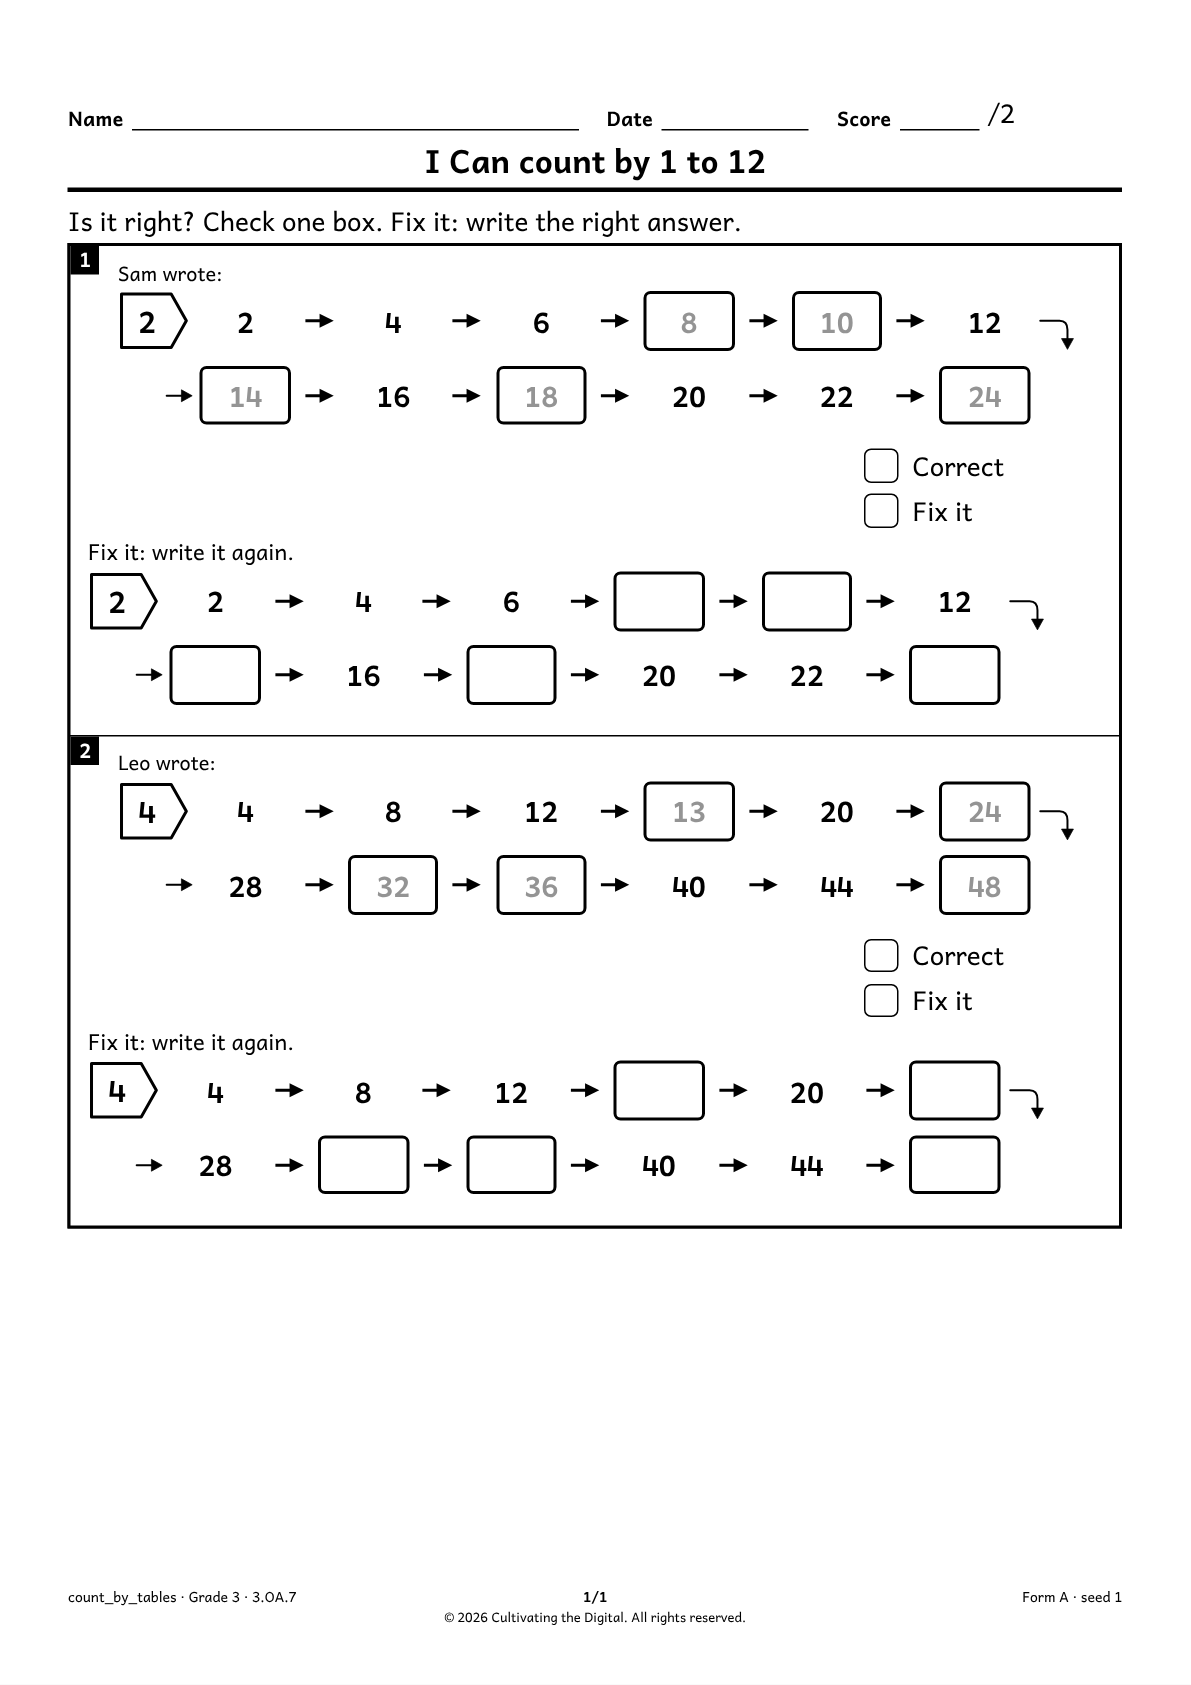 Name Date Score /2
I Can count by 1 to 12
Is it right? Check one box. Fix it: write the right answer.
1
Sam wrote:
2 2 → 4 → 6 → 8 → 10 → 12
→ 14 → 16 → 18 → 20 → 22 → 24
Correct
Fix it
Fix it: write it again.
2 2 → 4 → 6 → → → 12
→ → 16 → → 20 → 22 →
2
Leo wrote:
4 4 → 8 → 12 → 13 → 20 → 24
→ 28 → 32 → 36 → 40 → 44 → 48
Correct
Fix it
Fix it: write it again.
4 4 → 8 → 12 → → 20 →
→ 28 → → → 40 → 44 →
count_by_tables · Grade 3 · 3.OA.7 1/1 Form A · seed 1
© 2026 Cultivating the Digital. All rights reserved.